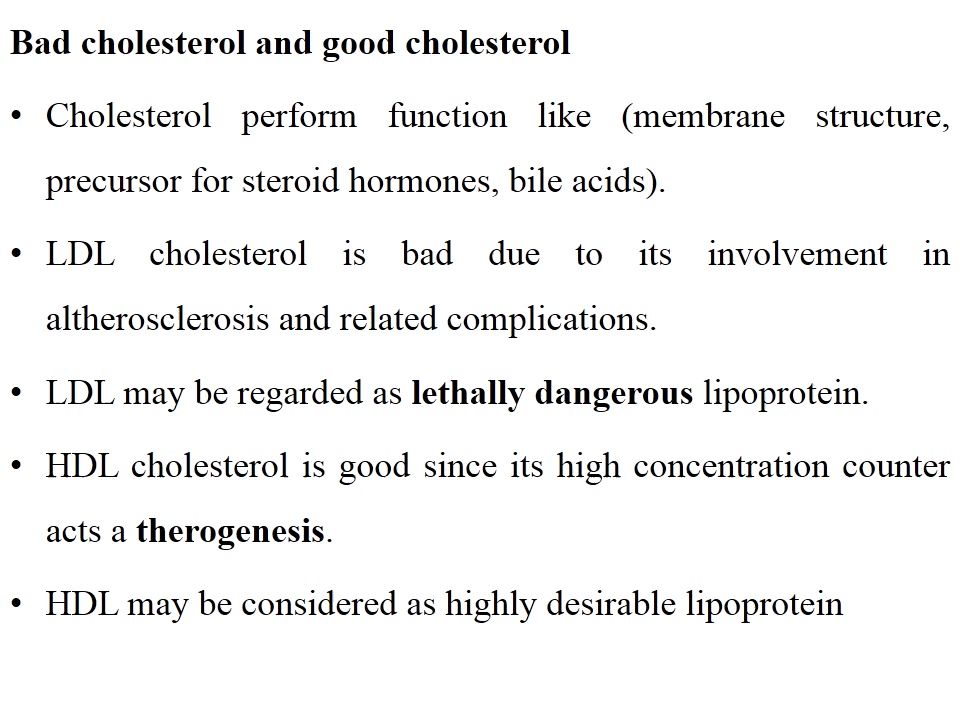 Bad cholesterol and good cholesterol
• Cholesterol perform function like (membrane structure,
precursor for steroid hormones, bile acids).
• LDL cholesterol is bad due to its involvement in
altherosclerosis and related complications.
• LDL may be regarded as lethally dangerous lipoprotein.
• HDL cholesterol is good since its high concentration counter
acts a therogenesis.
• HDL may be considered as highly desirable lipoprotein